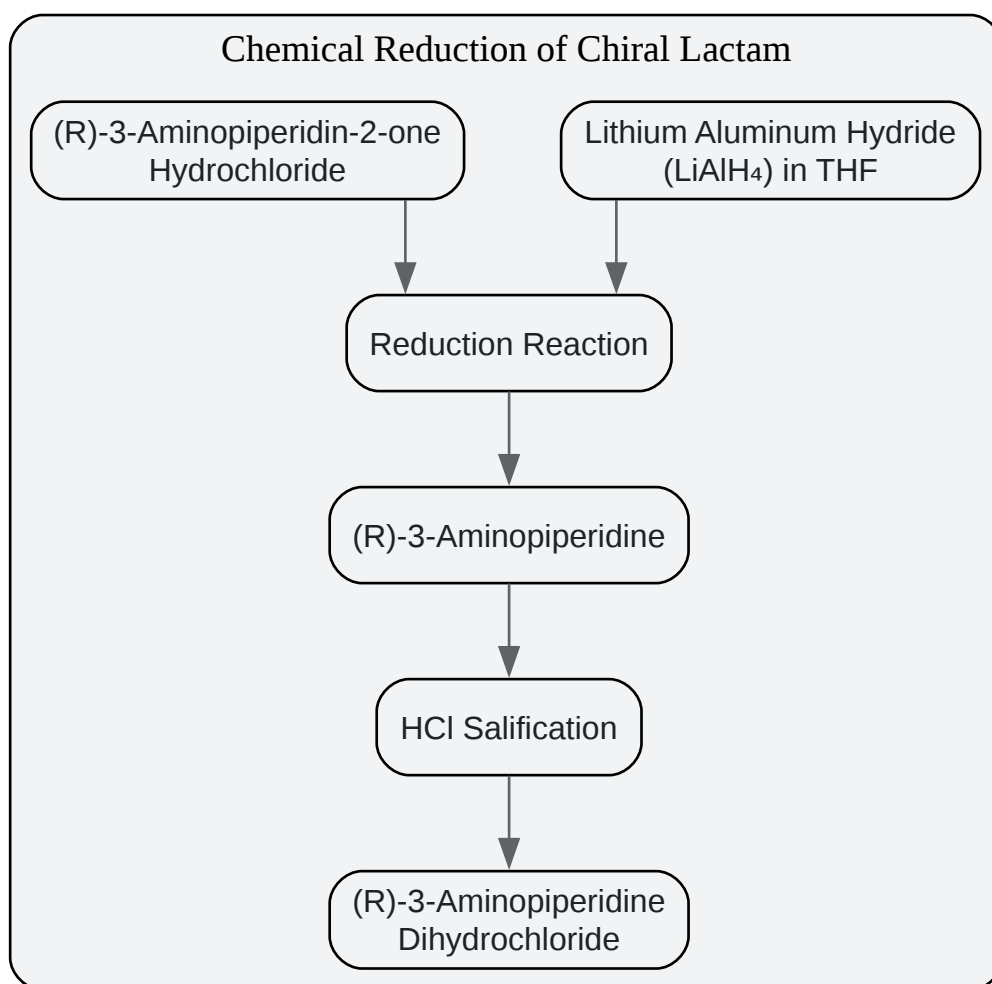 Chemical Reduction of Chiral Lactam
(R)-3-Aminopiperidin-2-one
Hydrochloride
Lithium Aluminum Hydride
(LiAlH₄) in THF
Reduction Reaction
(R)-3-Aminopiperidine
HCl Salification
(R)-3-Aminopiperidine
Dihydrochloride